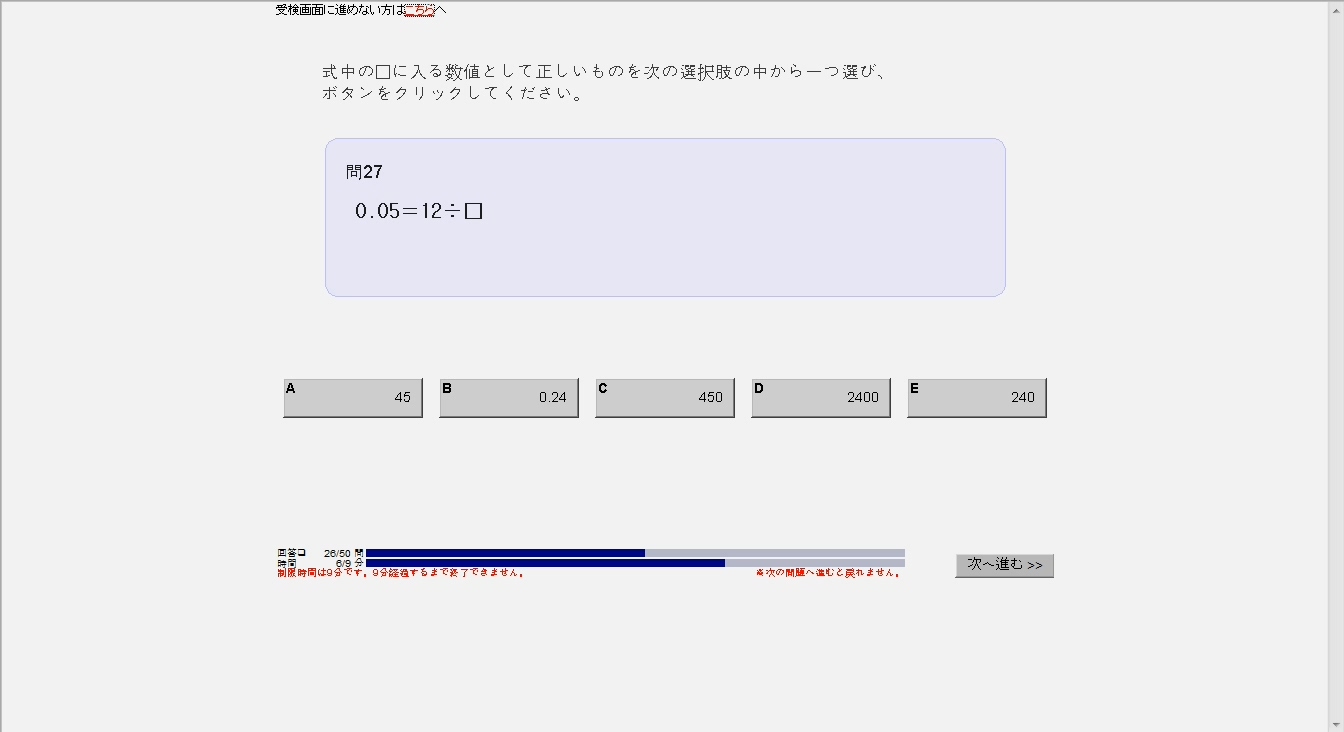 受検画面に進めない方はこちらへ
式中の□に入る数値として正しいものを次の選択肢の中から一つ選び、
ボタンをクリックしてください。
問27
0.05＝12÷□
A 45
B 0.24
C 450
D 2400
E 240
回答❏ 26/50 問
時間 6/9 分
制限時間は9分です。9分経過するまで終了できません。
※次の問題へ進むと戻れません。
次へ進む >>